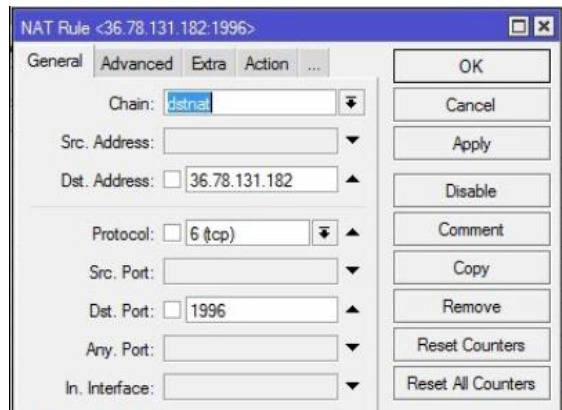 NAT Rule <36.78.131.182:1996>
General Advanced Extra Action ...
Chain: dstnat
Src. Address:
Dst. Address: 36.78.131.182
Protocol: 6 (tcp)
Src. Port:
Dst. Port: 1996
Any. Port:
In. Interface:
OK
Cancel
Apply
Disable
Comment
Copy
Remove
Reset Counters
Reset All Counters